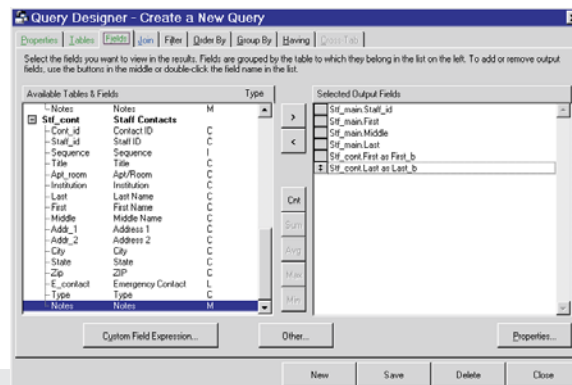 Query Designer - Create a New Query
Properties Tables Fields Join Filter Order By Group By Having Cross-Tab
Select the fields you want to view in the results. Fields are grouped by the table to which they belong in the list on the left. To add or remove output
fields, use the buttons in the middle or double-click the field name in the list.
Available Tables & Fields Type Selected Output Fields
Notes Notes M
Stf_cont Staff Contacts
Cont_id Contact ID C
Staff_id Staff ID C
Sequence Sequence I
Title Title C
Apt_room Apt/Room C
Institution Institution C
Last Last Name C
First First Name C
Middle Middle Name C
Addr_1 Address 1 C
Addr_2 Address 2 C
City City C
State State C
Zip ZIP C
E_contact Emergency Contact L
Type Type C
Notes Notes M
>
<
Cnt
Sum
Avg
Max
Min
Stf_main.Staff_id
Stf_main.First
Stf_main.Middle
Stf_main.Last
Stf_cont.First as First_b
Stf_cont.Last as Last_b
Custom Field Expression... Other... Properties...
New Save Delete Close